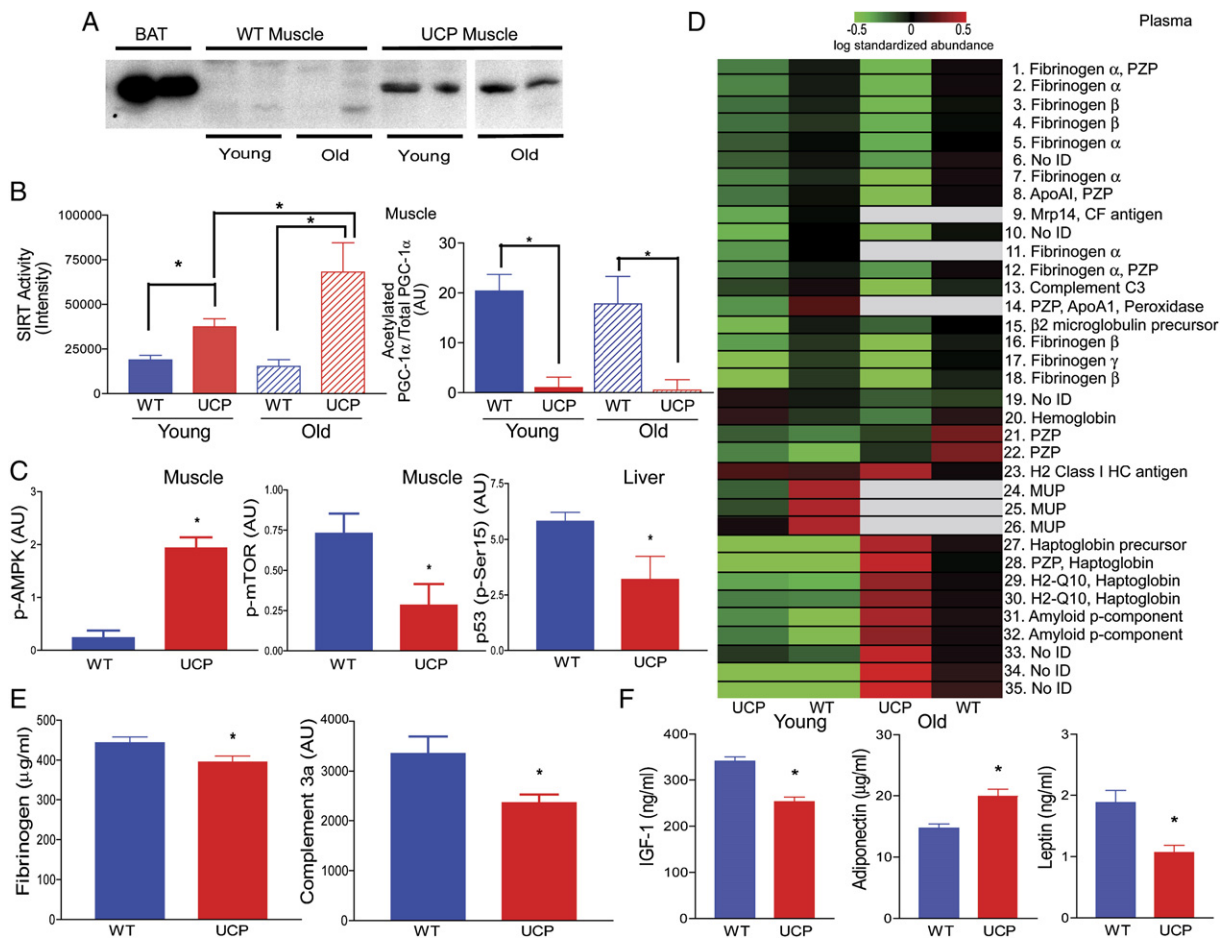 A
BAT WT Muscle UCP Muscle
Young Old Young Old
B
Muscle
SIRT Activity
(Intensity)
100000
75000
50000
25000
0
*
*
*
WT UCP WT UCP
Young Old
Acetylated
PGC-1α/Total PGC-1α
(AU)
30
20
10
0
*
*
WT UCP WT UCP
Young Old
C
Muscle
p-AMPK (AU)
3
2
1
0
*
WT UCP
Muscle
p-mTOR (AU)
1.00
0.75
0.50
0.25
0.00
*
WT UCP
Liver
p53 (p-Ser15) (AU)
7.5
5.0
2.5
0.0
*
WT UCP
D
-0.5 0 0.5
log standardized abundance
Plasma
1. Fibrinogen α, PZP
2. Fibrinogen α
3. Fibrinogen β
4. Fibrinogen β
5. Fibrinogen α
6. No ID
7. Fibrinogen α
8. ApoAI, PZP
9. Mrp14, CF antigen
10. No ID
11. Fibrinogen α
12. Fibrinogen α, PZP
13. Complement C3
14. PZP, ApoA1, Peroxidase
15. β2 microglobulin precursor
16. Fibrinogen β
17. Fibrinogen γ
18. Fibrinogen β
19. No ID
20. Hemoglobin
21. PZP
22. PZP
23. H2 Class I HC antigen
24. MUP
25. MUP
26. MUP
27. Haptoglobin precursor
28. PZP, Haptoglobin
29. H2-Q10, Haptoglobin
30. H2-Q10, Haptoglobin
31. Amyloid p-component
32. Amyloid p-component
33. No ID
34. No ID
35. No ID
UCP WT UCP WT
Young Old
E
Fibrinogen (μg/ml)
500
400
300
200
100
0
*
WT UCP
Complement 3a (AU)
4000
3000
2000
1000
0
*
WT UCP
F
IGF-1 (ng/ml)
400
300
200
100
0
*
WT UCP
Adiponectin (μg/ml)
30
20
10
0
*
WT UCP
Leptin (ng/ml)
3
2
1
0
*
WT UCP